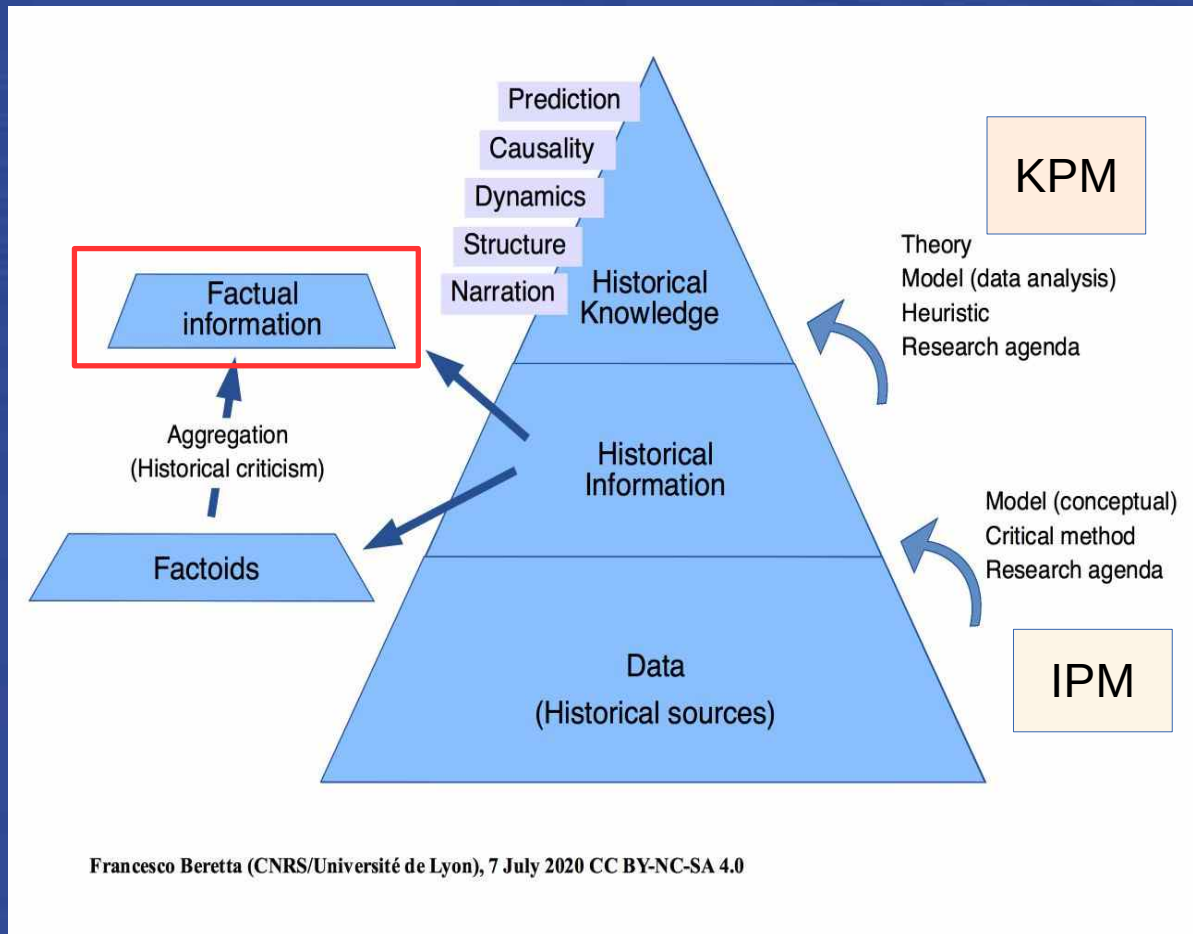 Prediction
Causality
Dynamics
Structure
Narration
Historical
Knowledge
KPM
Theory
Model (data analysis)
Heuristic
Research agenda
Factual
information
Aggregation
(Historical criticism)
Factoids
Historical
Information
Model (conceptual)
Critical method
Research agenda
IPM
Data
(Historical sources)
Francesco Beretta (CNRS/Université de Lyon), 7 July 2020 CC BY-NC-SA 4.0